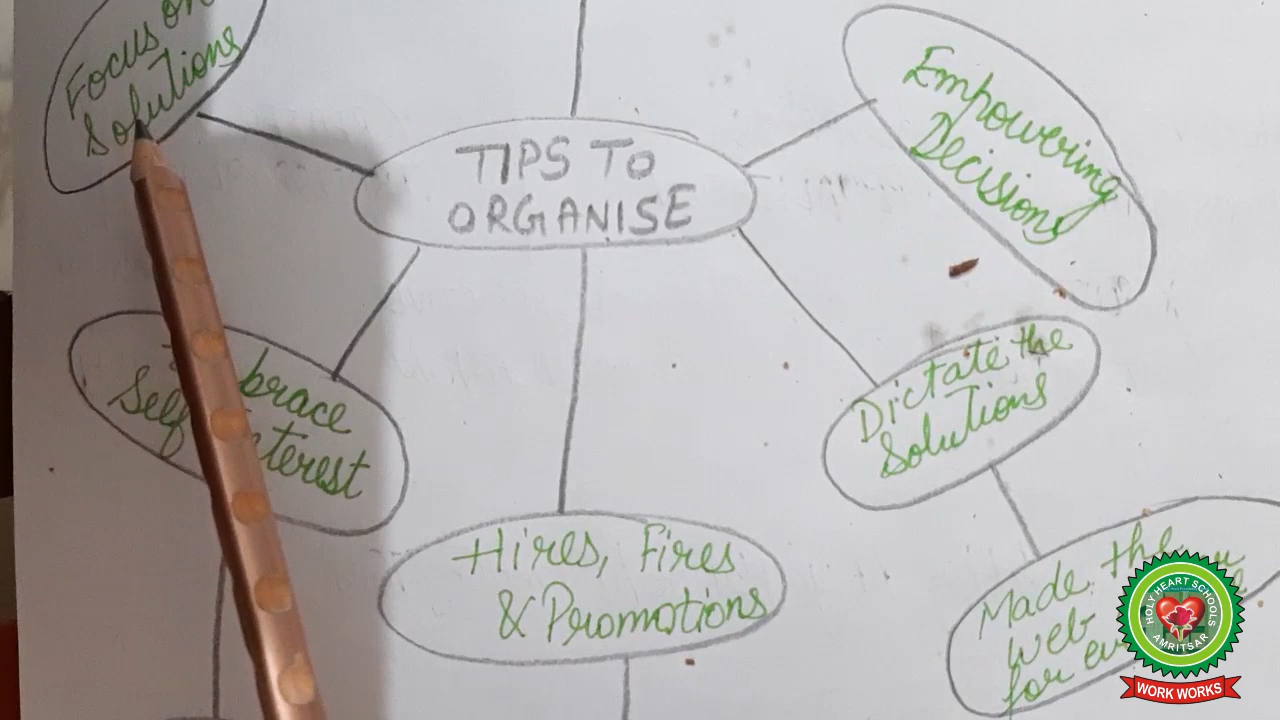 Focus on
Solutions
TIPS TO
ORGANISE
Empowering
Decisions
brace
Self terest
Dictate the
Solutions
Hires, Fires
& Promotions
Made the
web
for
HOLY HEART SCHOOLS
AMRITSAR
WORK WORKS